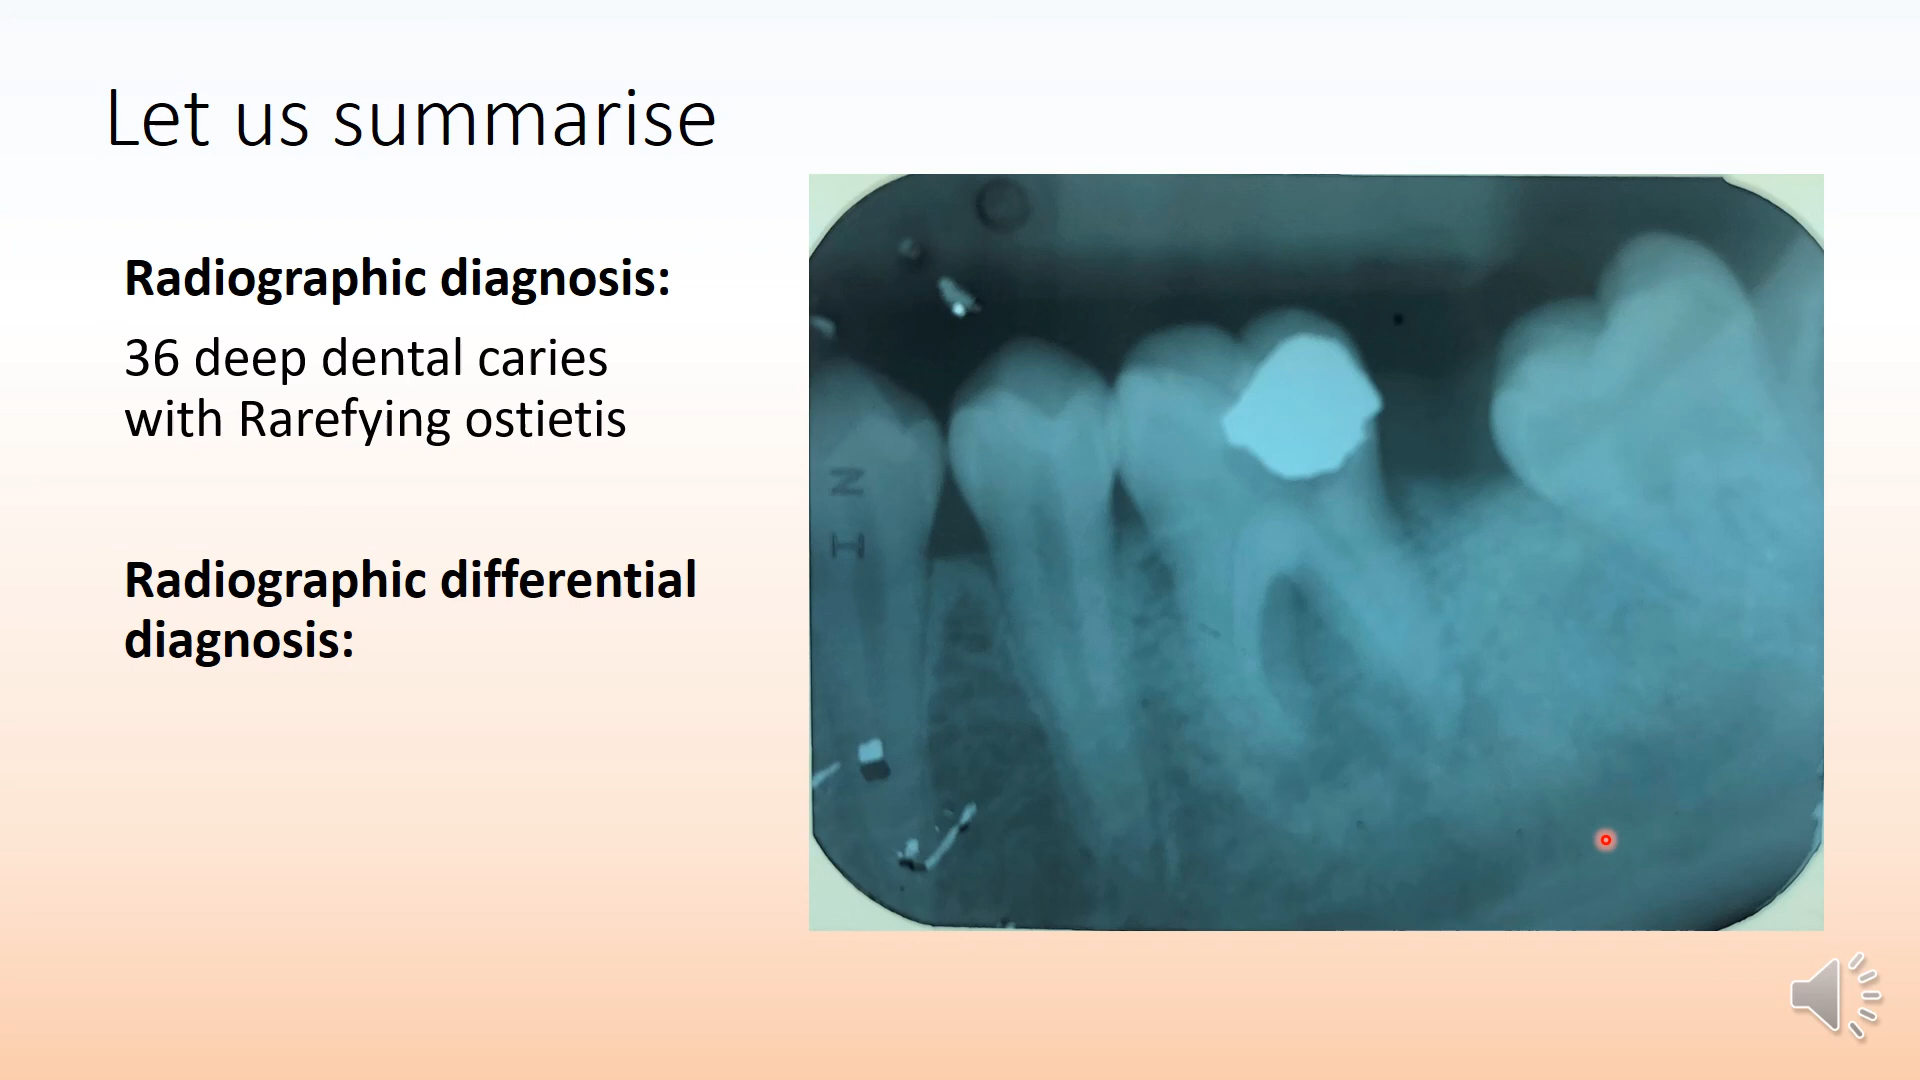 Let us summarise
Radiographic diagnosis:
36 deep dental caries
with Rarefying ostietis
Radiographic differential
diagnosis: